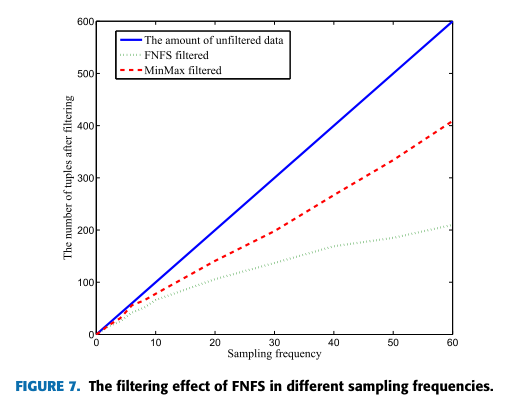 600
500
400
300
200
100
0
The number of tuples after filtering
The amount of unfiltered data
FNFS filtered
MinMax filtered
0 10 20 30 40 50 60
Sampling frequency
FIGURE 7. The filtering effect of FNFS in different sampling frequencies.